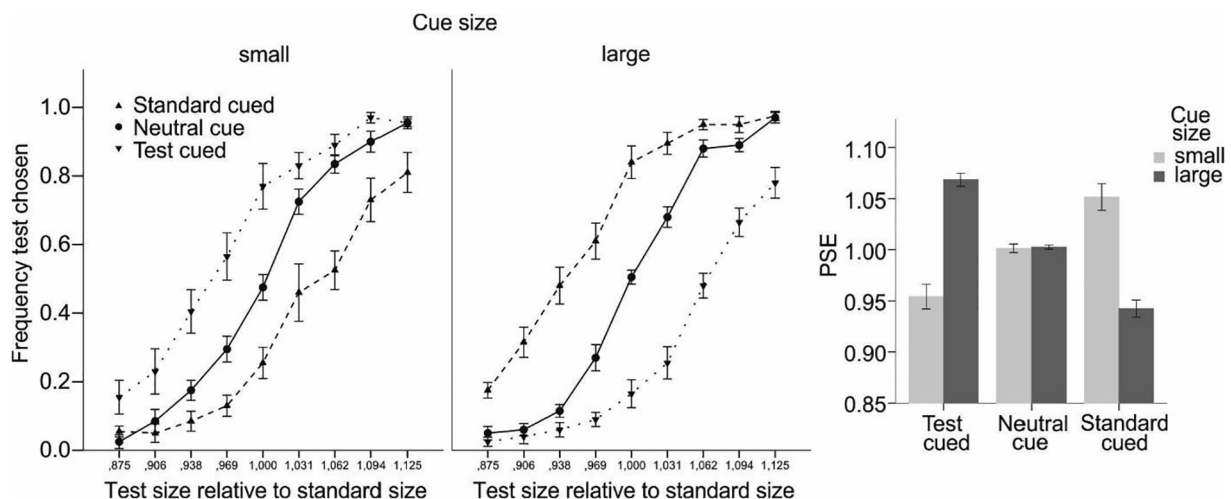 Cue size
small
large
Frequency test chosen
1.0
0.8
0.6
0.4
0.2
0.0
Standard cued
Neutral cue
Test cued
,875 ,906 ,938 ,969 1,000 1,031 1,062 1,094 1,125
Test size relative to standard size
,875 ,906 ,938 ,969 1,000 1,031 1,062 1,094 1,125
Test size relative to standard size
PSE
1.10
1.05
1.00
0.95
0.90
0.85
Test cued
Neutral cue
Standard cued
Cue size
small
large